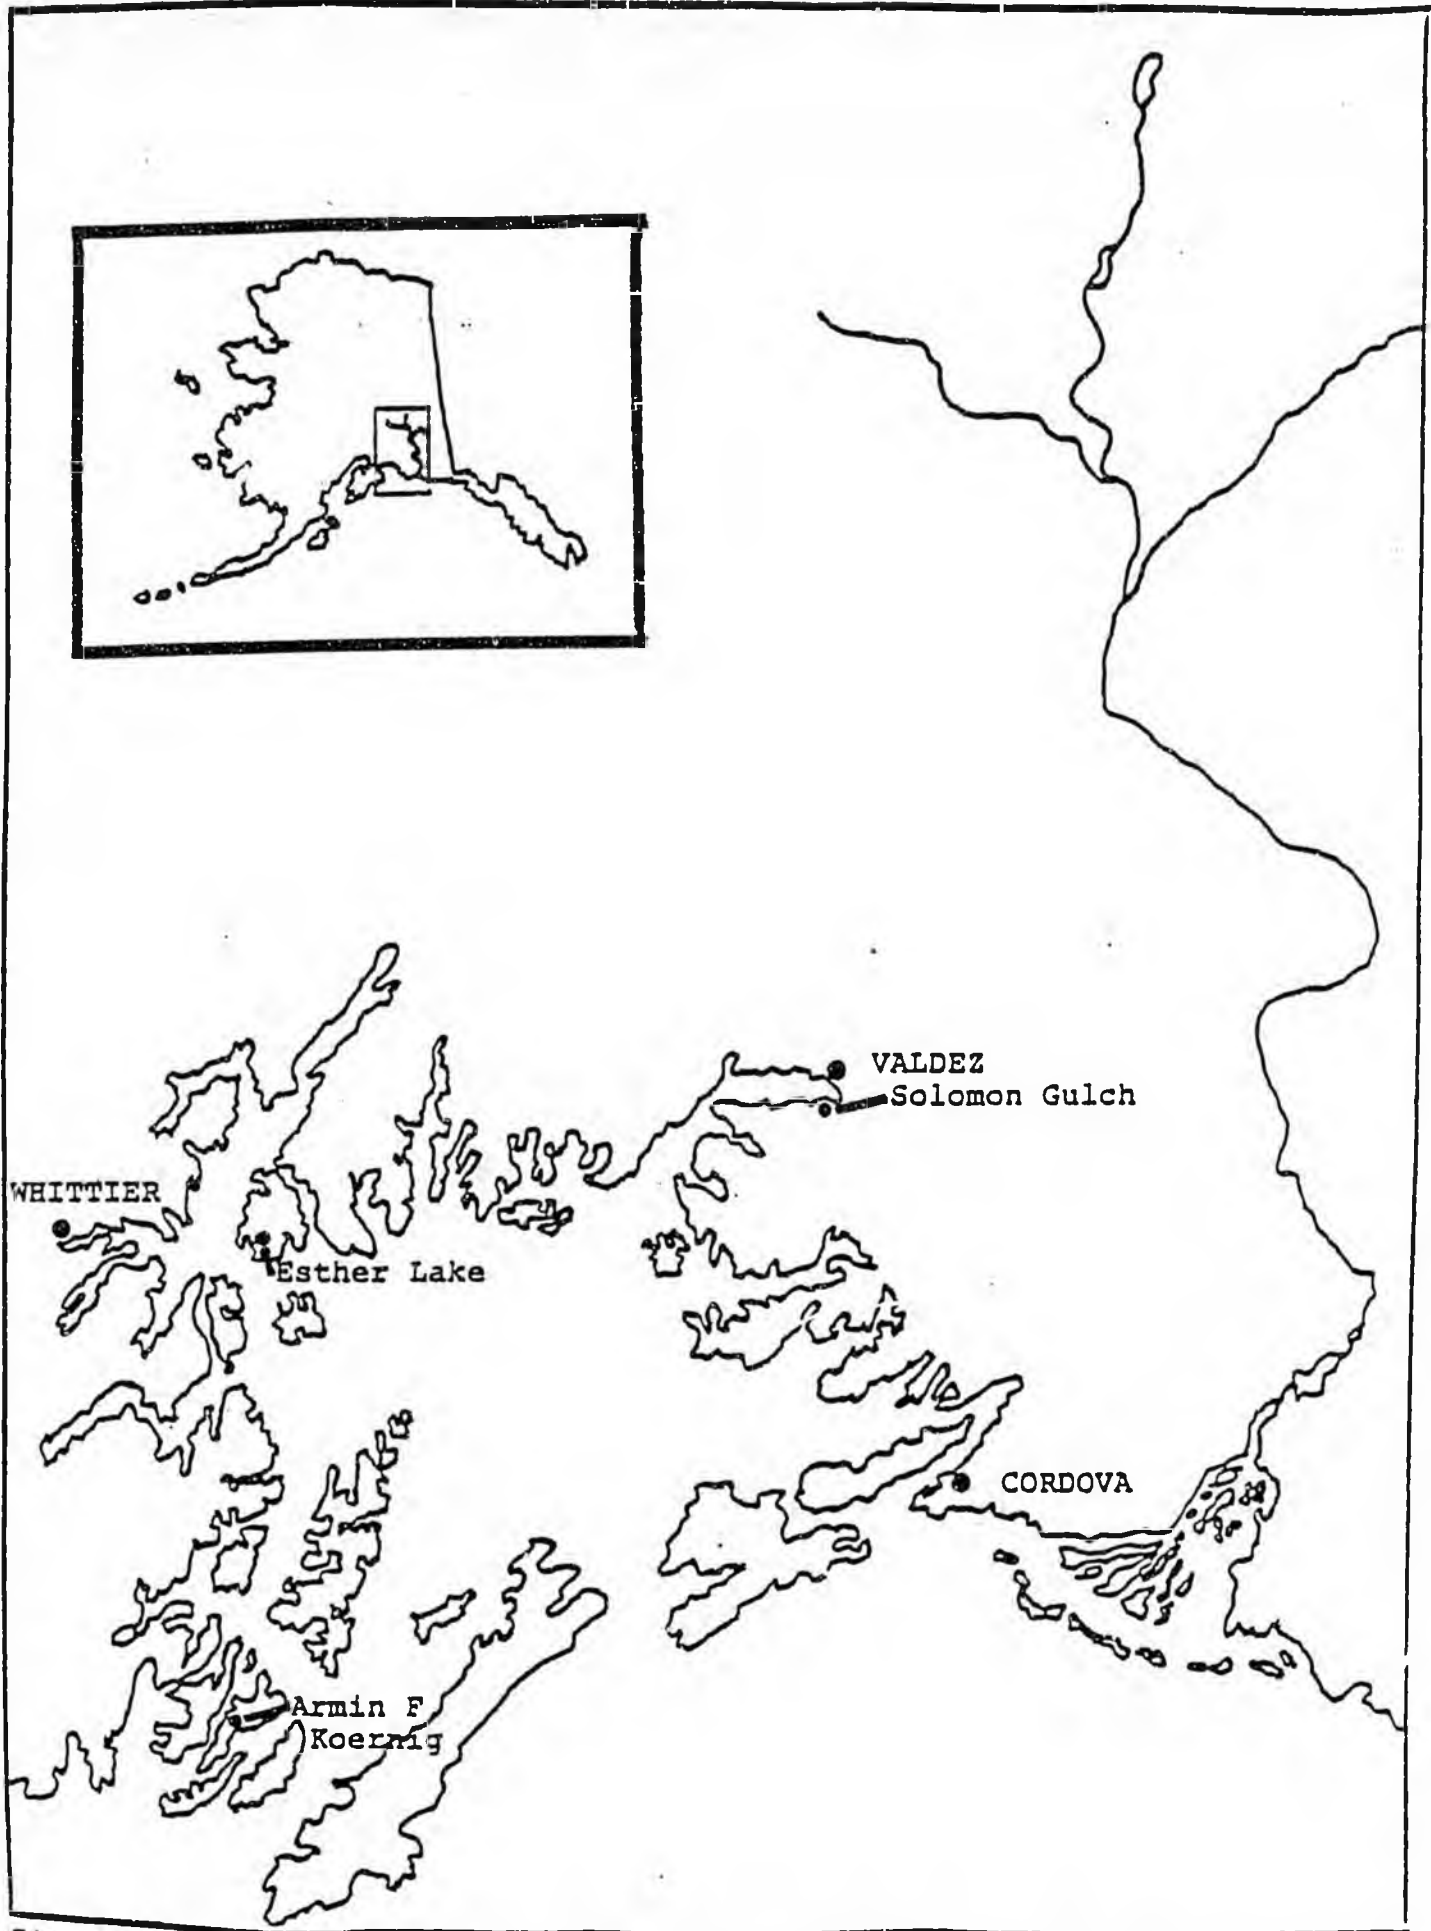 VALDEZ
Solomon Gulch
WHITTIER
Esther Lake
CORDOVA
Armin F
Koernig